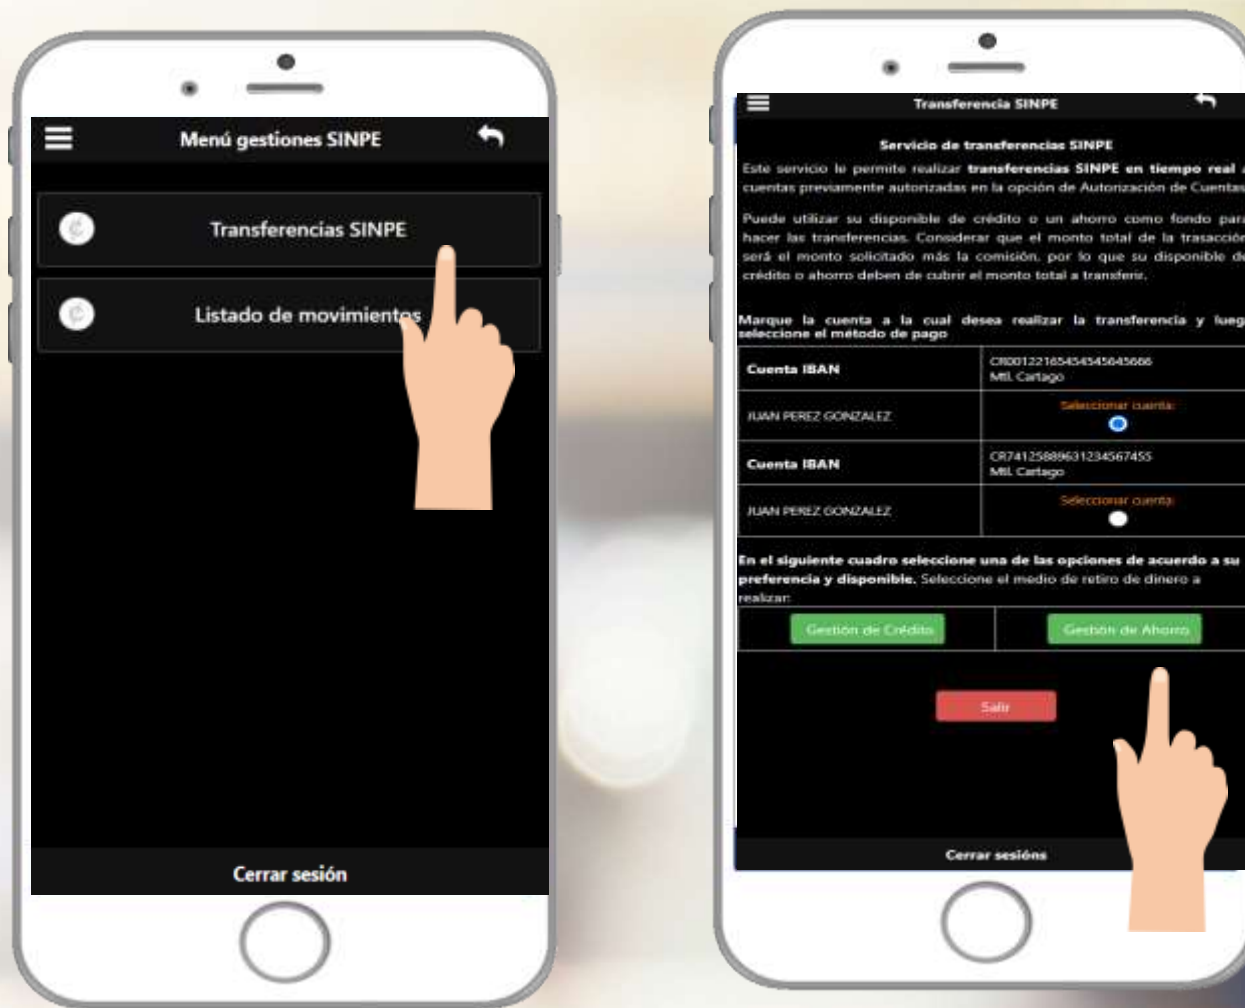 Menú gestiones SINPE
Transferencias SINPE
Listado de movimientos
Cerrar sesión
Transferencia SINPE
Servicio de transferencias SINPE
Este servicio le permite realizar transferencias SINPE en tiempo real a
cuentas previamente autorizadas en la opción de Autorización de Cuentas
Puede utilizar su disponible de crédito o un ahorro como fondo para
hacer las transferencias. Considerar que el monto total de la trasacción
será el monto solicitado más la comisión, por lo que su disponible de
crédito o ahorro deben de cubrir el monto total a transferir.
Marque la cuenta a la cual desea realizar la transferencia y lueg
seleccione el método de pago
Cuenta IBAN
Mtl. Cartago
JUAN PEREZ GONZALEZ
Seleccionar cuenta:
Cuenta IBAN
CR74125889631234567455
Mtl. Cartago
JUAN PEREZ GONZALEZ
Seleccionar cuenta:
En el siguiente cuadro seleccione una de las opciones de acuerdo a su
preferencia y disponible. Seleccione el medio de retiro de dinero a
realizar:
Gestión de Crédito
Gestión de Ahorro
Salir
Cerrar sesións